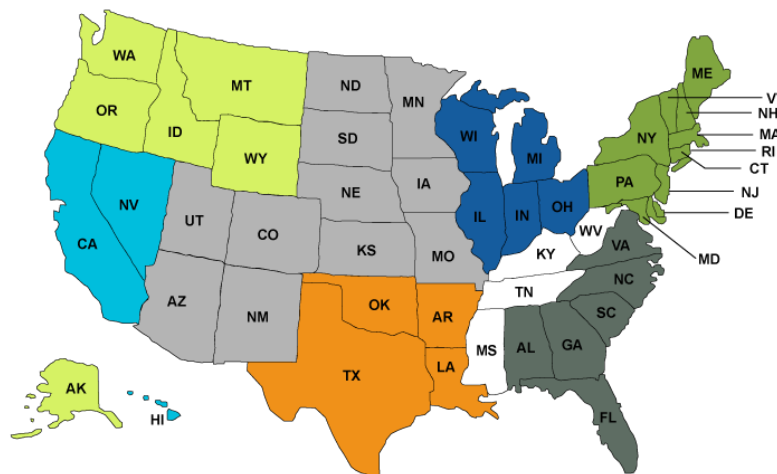 WA
MT
ND
MN
ME
OR
ID
SD
WI
MI
NY
V
NH
MA
RI
CT
WY
IA
PA
NJ
NV
NE
IL
IN
OH
DE
CA
UT
CO
KS
MO
KY
WV
VA
MD
AZ
NM
OK
AR
TN
NC
SC
TX
LA
MS
AL
GA
AK
HI
FL